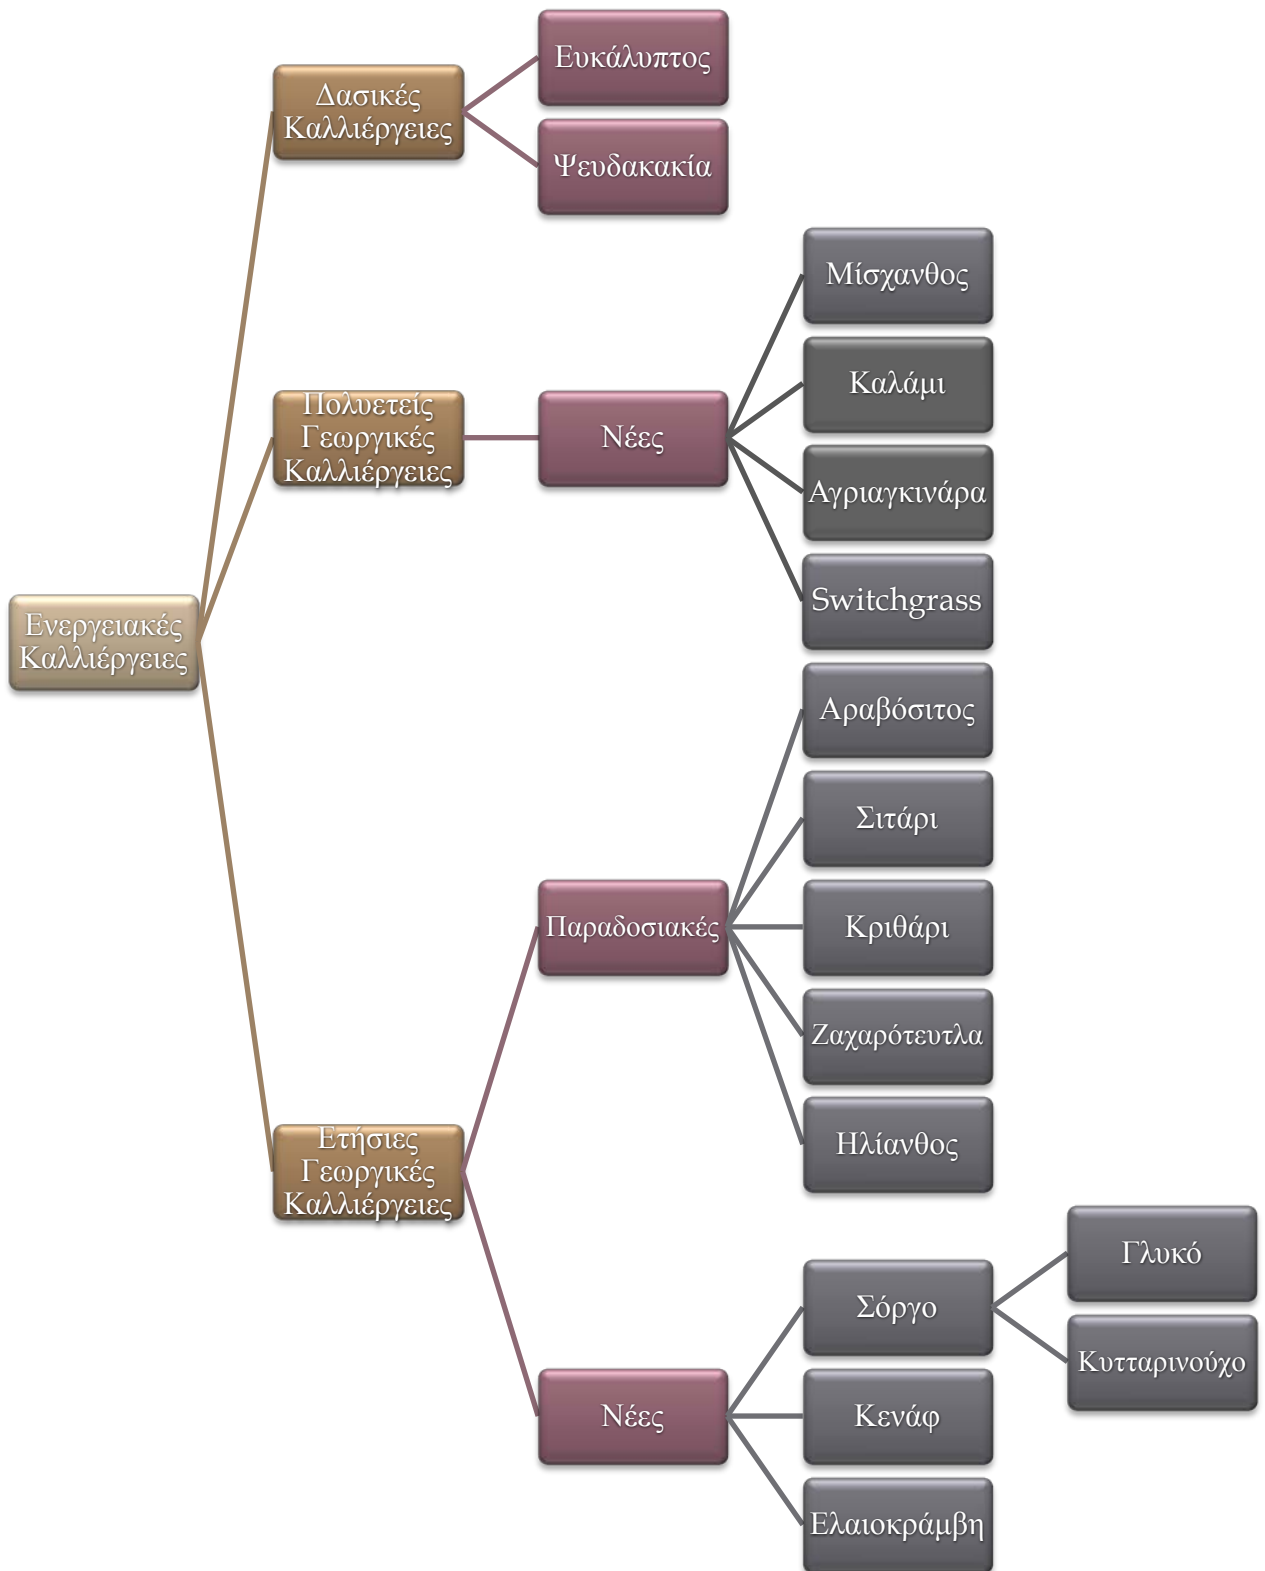 Ευκάλυπτος
Δασικές
Καλλιέργειες
Ψευδακακία
Μίσχανθος
Καλάμι
Πολυετείς
Γεωργικές
Καλλιέργειες
Νέες
Αγριαγκινάρα
Switchgrass
Ενεργειακές
Καλλιέργειες
Αραβόσιτος
Σιτάρι
Παραδοσιακές
Κριθάρι
Ζαχαρότευτλα
Ηλίανθος
Ετήσιες
Γεωργικές
Καλλιέργειες
Γλυκό
Σόργο
Κυτταρινούχο
Νέες
Κενάφ
Ελαιοκράμβη